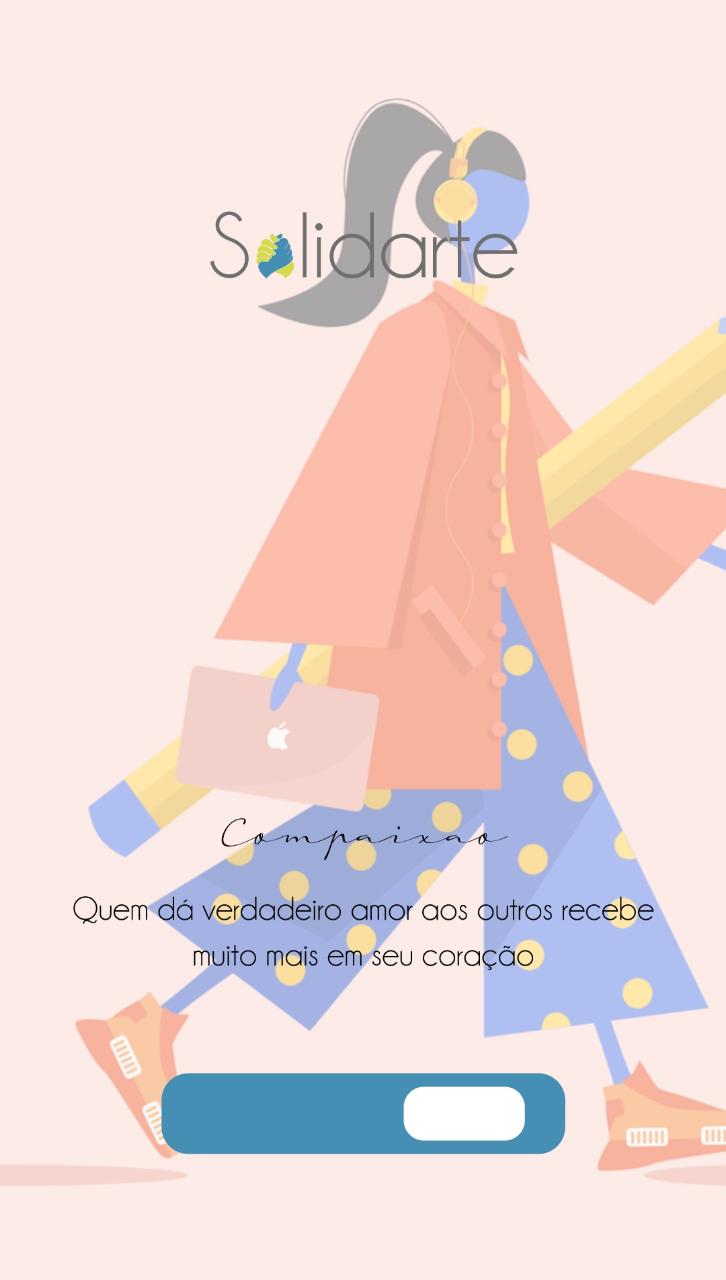 Solidarte
Compaixao
Quem dá verdadeiro amor aos outros recebe
muito mais em seu coração